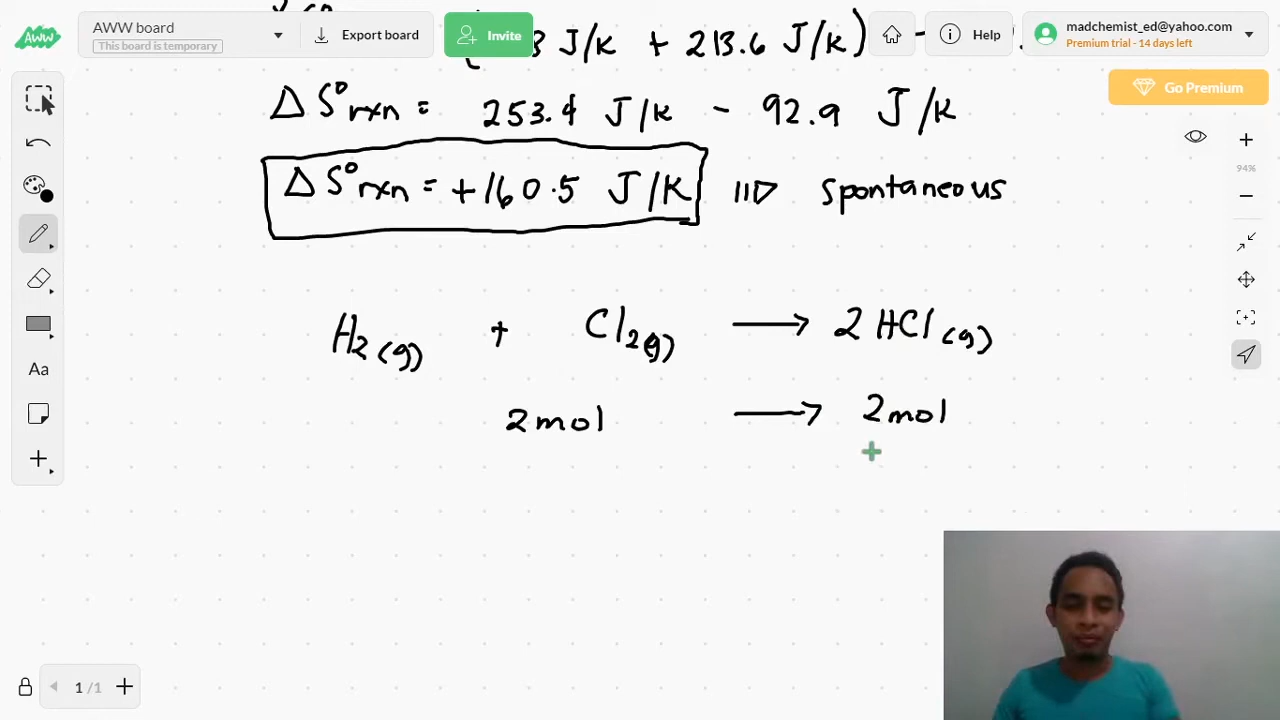 AWW board
This board is temporary
Export board
Invite
Help
madchemist_ed@yahoo.com
Premium trial - 14 days left
Go Premium
J/K + 213.6 J/K) -
ΔS°rxn = 253.4 J/K - 92.9 J/K
ΔS°rxn = +160.5 J/K ⇒ spontaneous
94%
H2(g) + Cl2(g) → 2 HCl(g)
2 mol → 2 mol
Aa
1 / 1